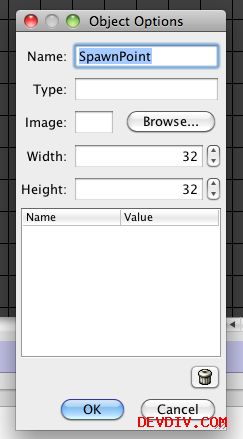 Object Options
Name: SpawnPoint
Type:
Image: Browse...
Width: 32
Height: 32
Name Value
OK Cancel
DEVDIV.COM